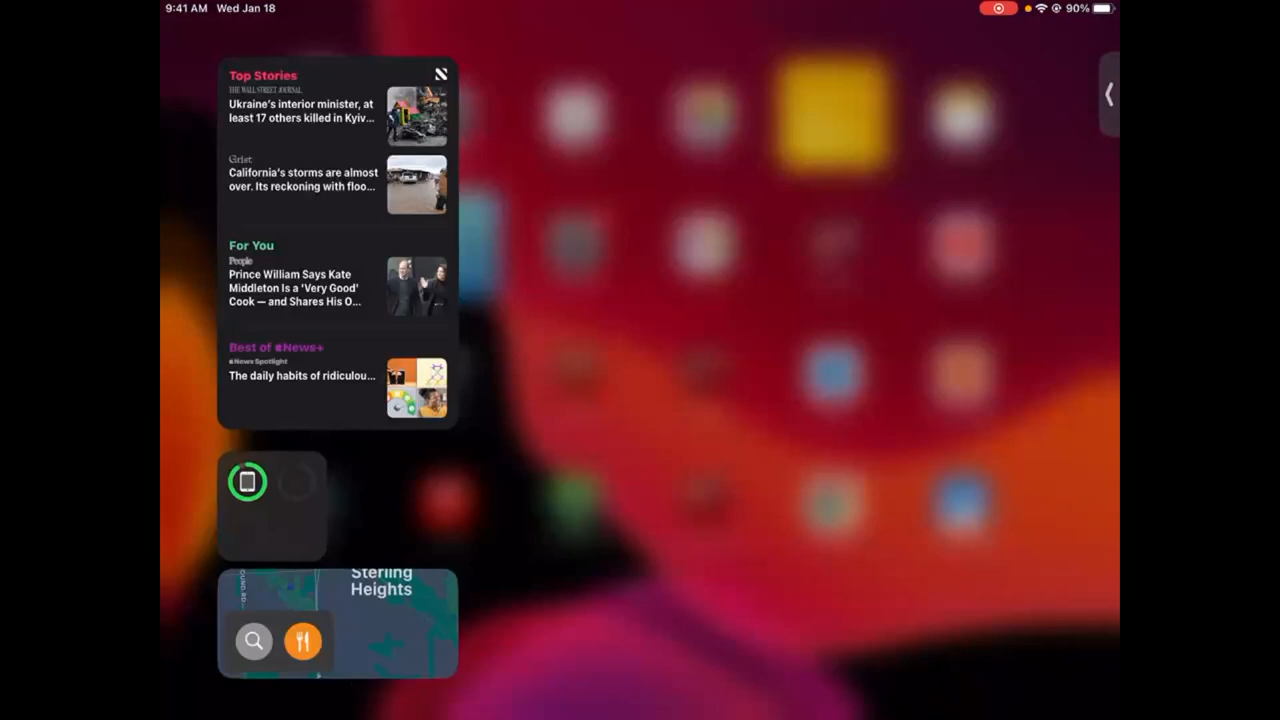 9:41 AM Wed Jan 18
90%
Top Stories
THE WALL STREET JOURNAL
Ukraine's interior minister, at
least 17 others killed in Kyiv...
Grist
California's storms are almost
over. Its reckoning with floo...
For You
People
Prince William Says Kate
Middleton Is a 'Very Good'
Cook — and Shares His O...
Best of News+
News Spotlight
The daily habits of ridiculou...
Sterling
Heights